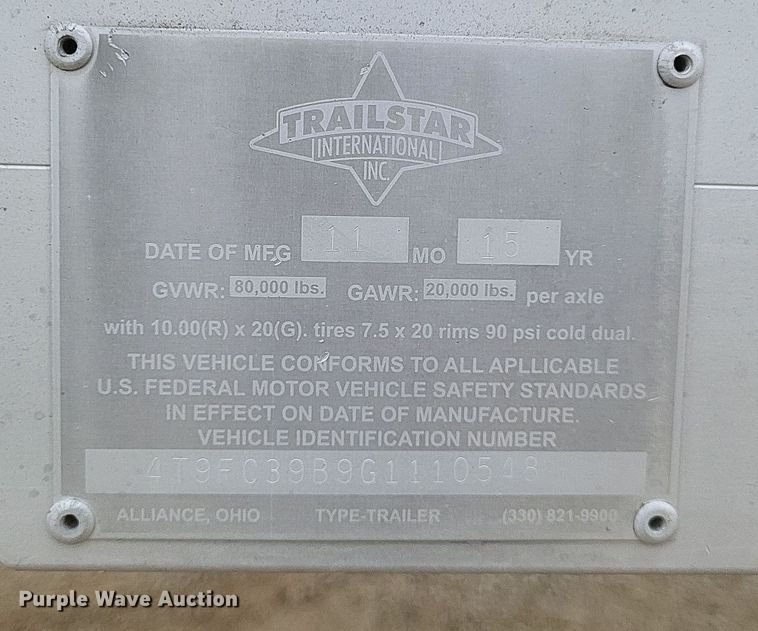 TRAILSTAR
INTERNATIONAL
INC.
DATE OF MFG 11 MO 15 YR
GVWR: 80,000 lbs. GAWR: 20,000 lbs. per axle
with 10.00(R) x 20(G). tires 7.5 x 20 rims 90 psi cold dual.
THIS VEHICLE CONFORMS TO ALL APLLICABLE
U.S. FEDERAL MOTOR VEHICLE SAFETY STANDARDS
IN EFFECT ON DATE OF MANUFACTURE.
VEHICLE IDENTIFICATION NUMBER
4T9FC39B9G1110548
ALLIANCE, OHIO TYPE-TRAILER (330) 821-9900
Purple Wave Auction